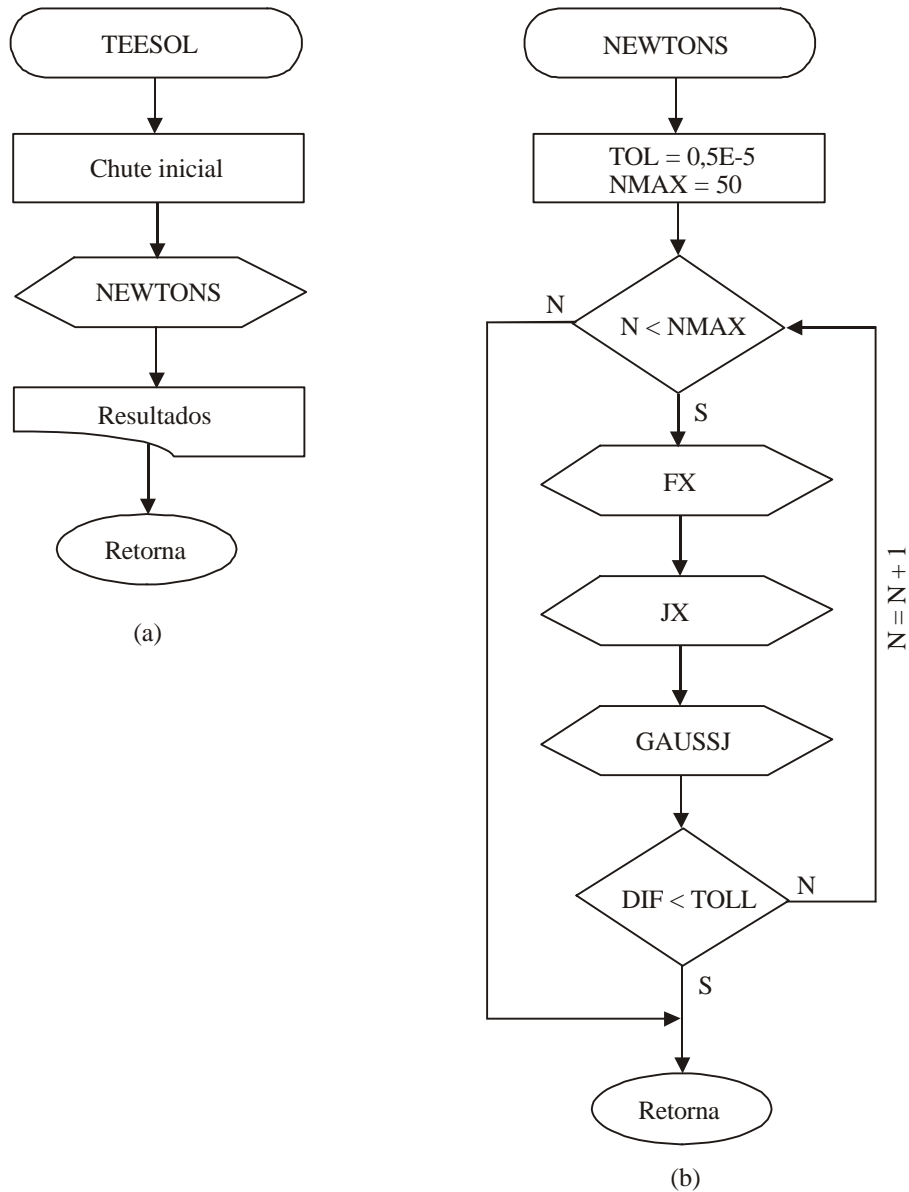 TEESOL
Chute inicial
NEWTONS
Resultados
Retorna
(a)
NEWTONS
TOL = 0,5E-5
NMAX = 50
N < NMAX
N
S
FX
JX
GAUSSJ
DIF < TOLL
N
N = N + 1
S
Retorna
(b)